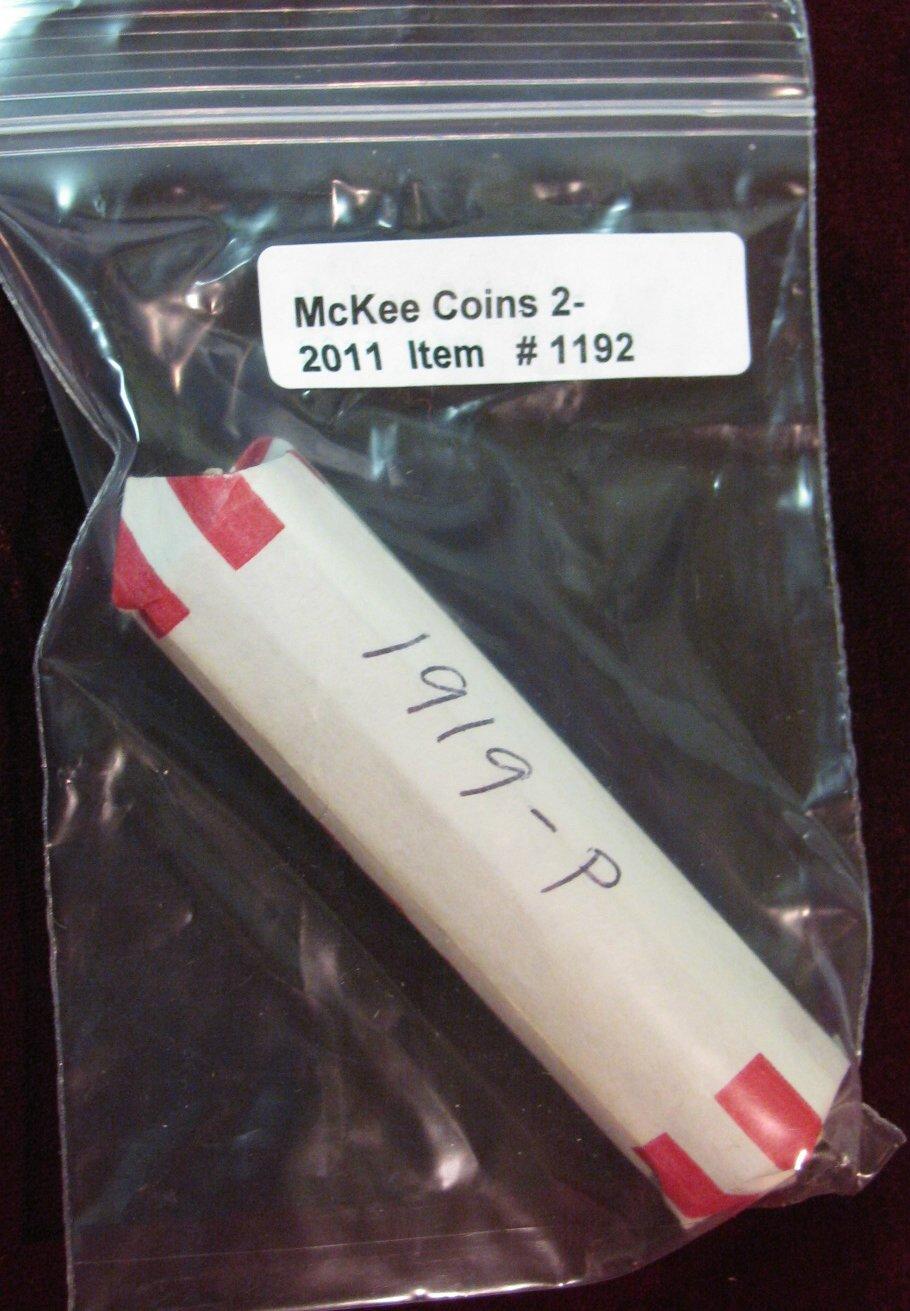 McKee Coins 2-
2011 Item # 1192
1919-P